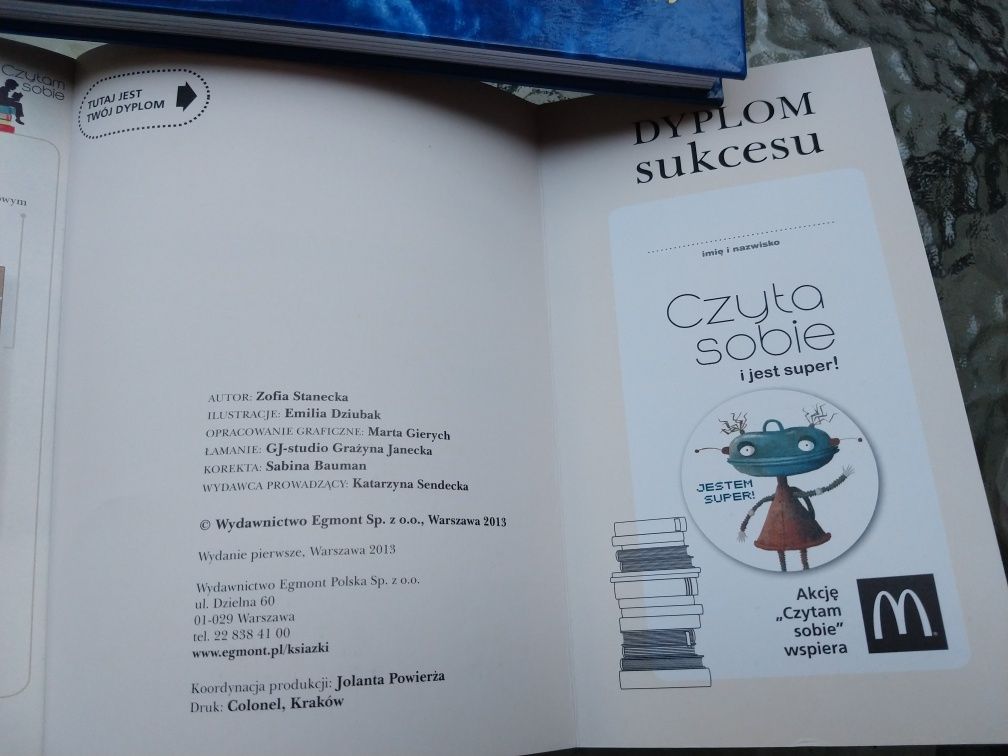 Czytam
sobie
TUTAJ JEST
TWÓJ DYPLOM
AUTOR: Zofia Stanecka
ILUSTRACJE: Emilia Dziubak
OPRACOWANIE GRAFICZNE: Marta Gierych
ŁAMANIE: GJ-studio Grażyna Janecka
KOREKTA: Sabina Bauman
WYDAWCA PROWADZĄCY: Katarzyna Sendecka
© Wydawnictwo Egmont Sp. z o.o., Warszawa 2013
Wydanie pierwsze, Warszawa 2013
Wydawnictwo Egmont Polska Sp. z o.o.
ul. Dzielna 60
01-029 Warszawa
tel. 22 838 41 00
www.egmont.pl/ksiazki
Koordynacja produkcji: Jolanta Powierża
Druk: Colonel, Kraków
DYPLOM
sukcesu
imię i nazwisko
Czyta
sobie
i jest super!
JESTEM
SUPER!
Akcję
„Czytam
sobie”
wspiera